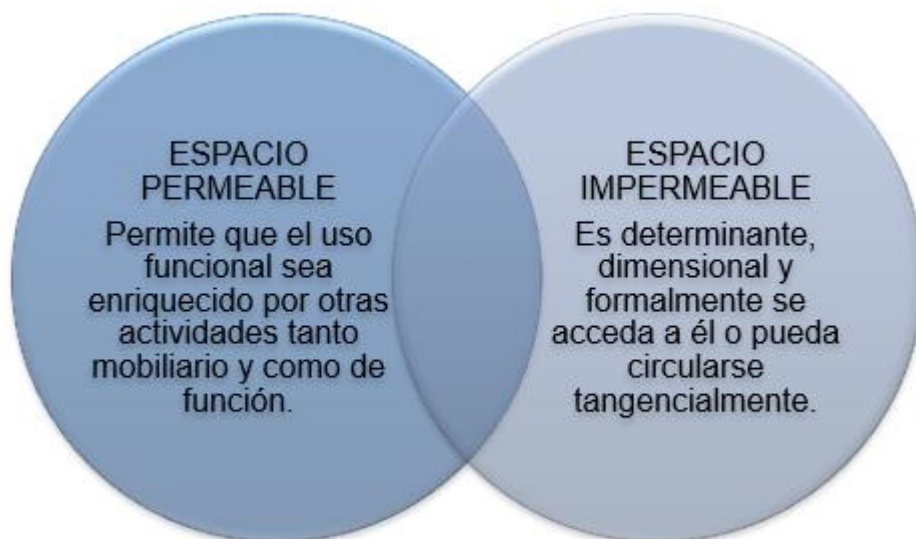 ESPACIO
PERMEABLE
Permite que el uso
funcional sea
enriquecido por otras
actividades tanto
mobiliario y como de
función.
ESPACIO
IMPERMEABLE
Es determinante,
dimensional y
formalmente se
acceda a él o pueda
circularse
tangencialmente.